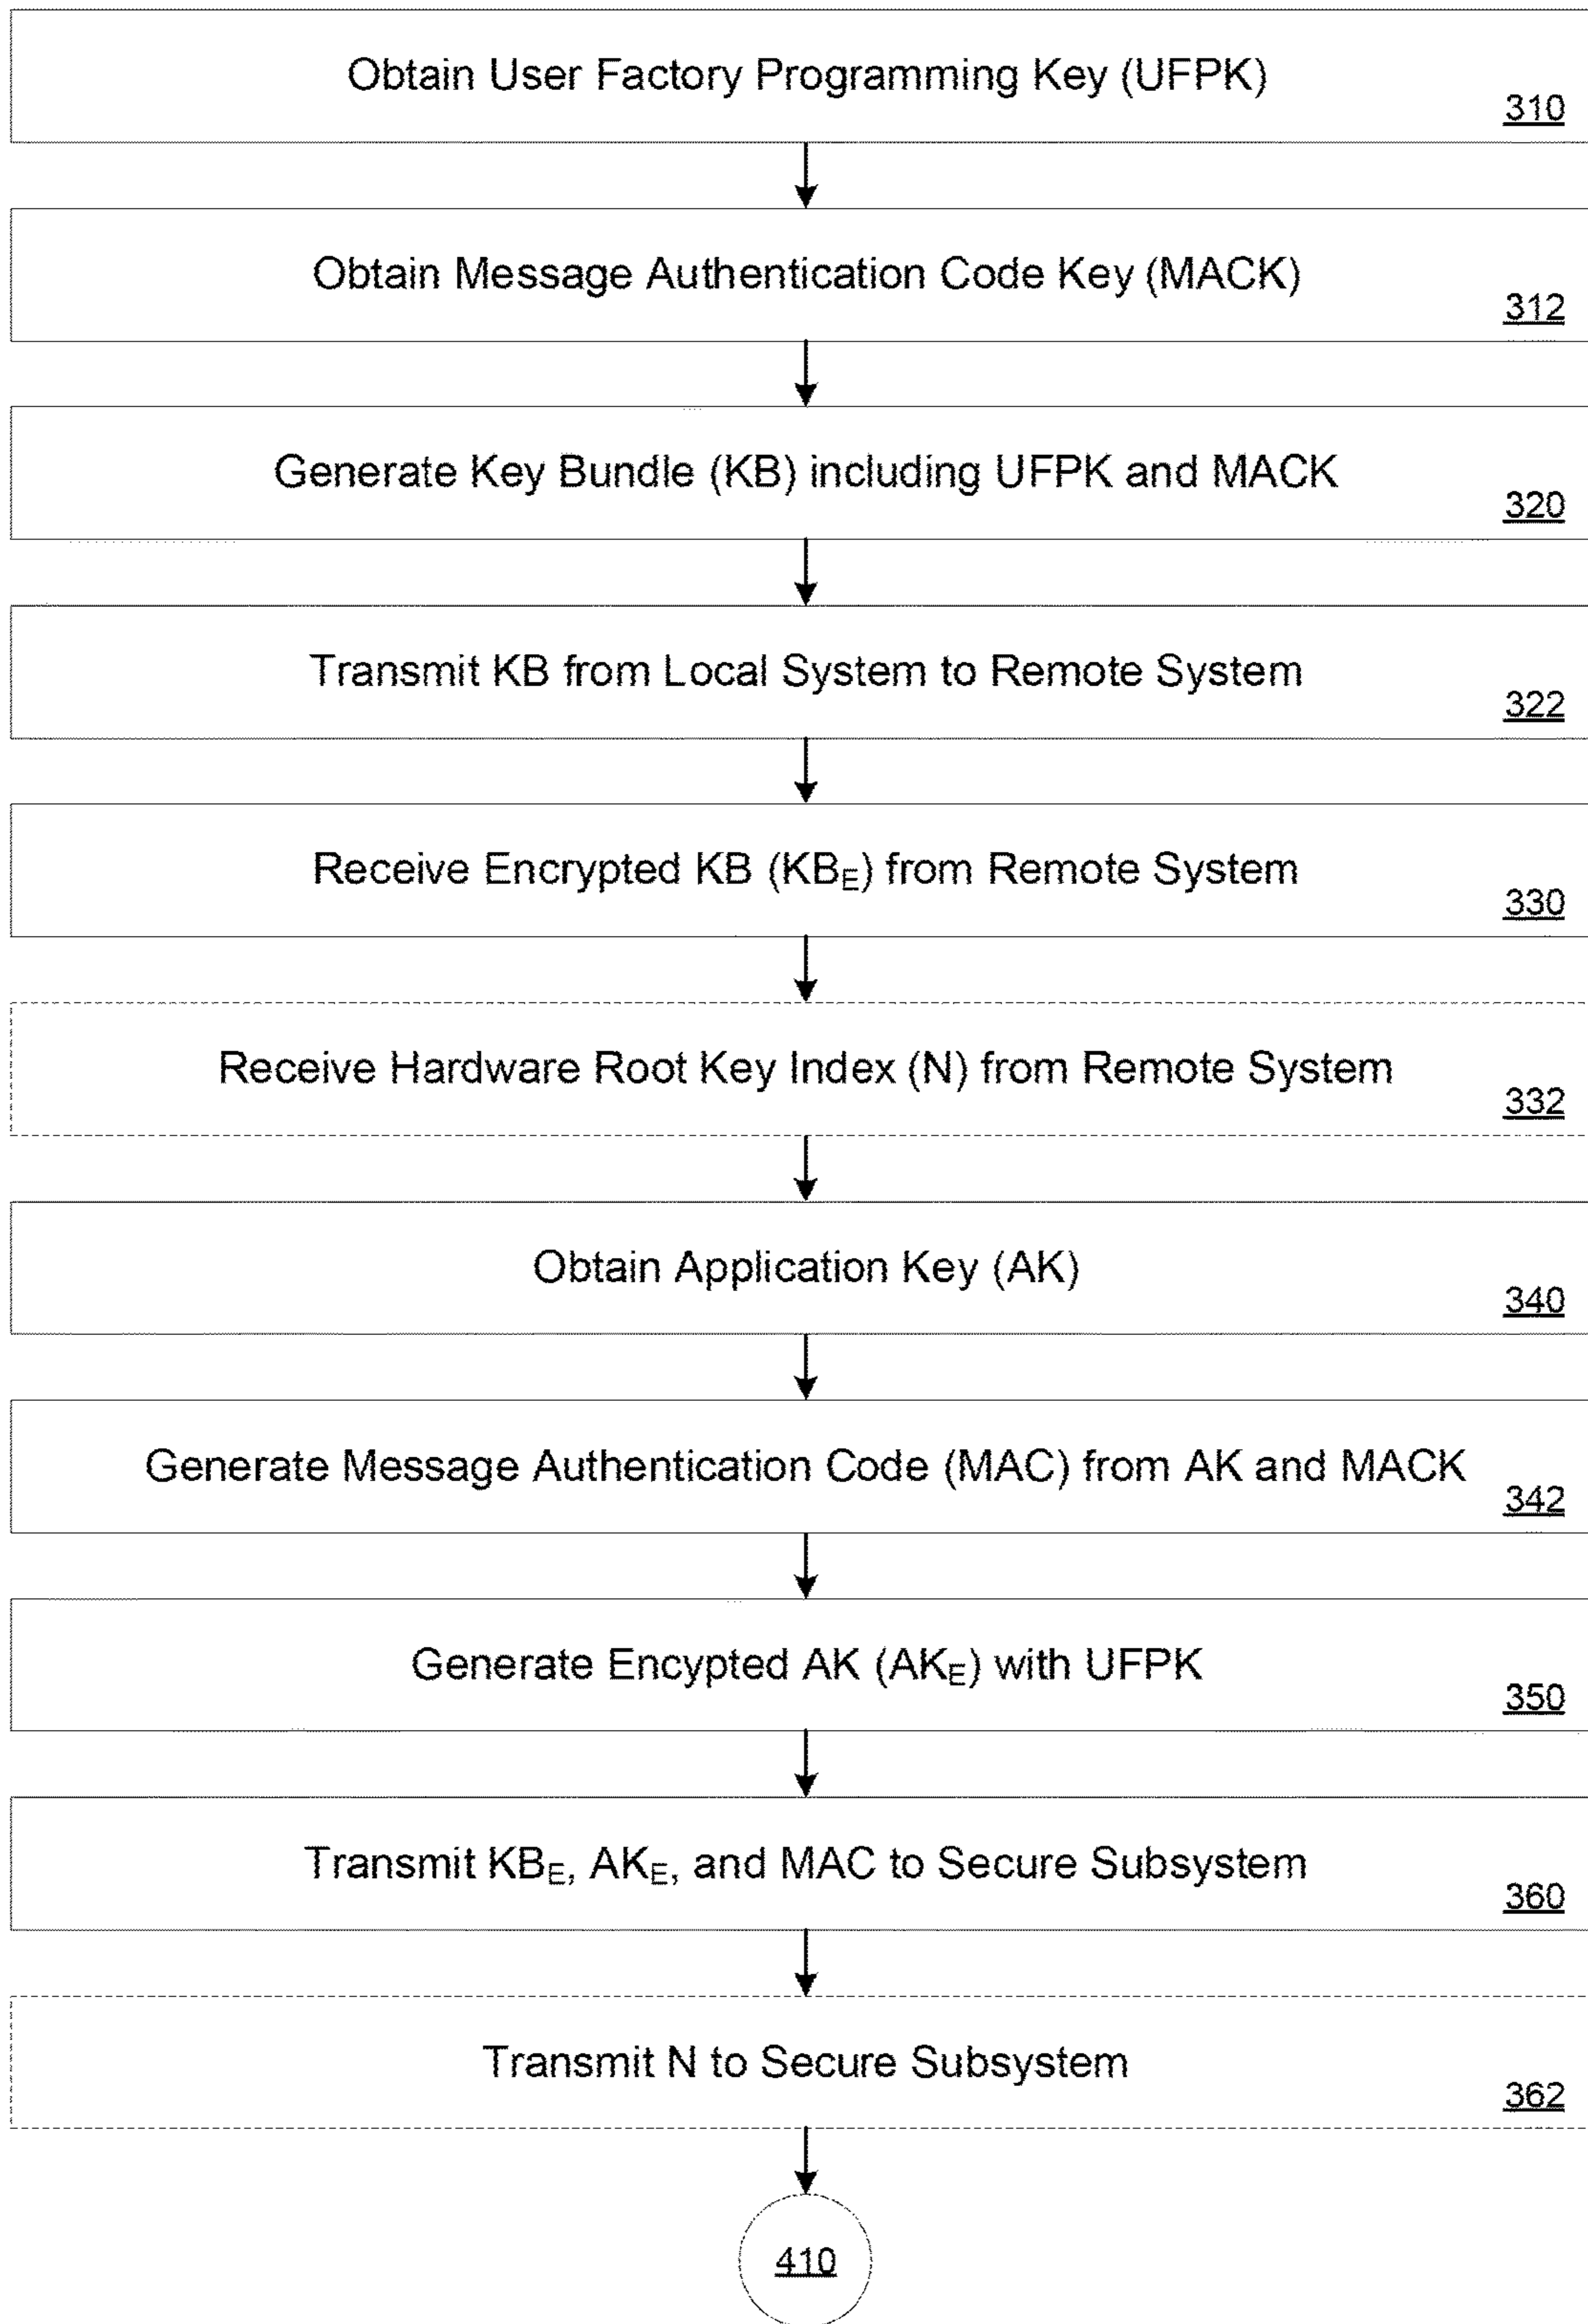 Obtain User Factory Programming Key (UFPK)
310
Obtain Message Authentication Code Key (MACK)
312
Generate Key Bundle (KB) including UFPK and MACK
320
Transmit KB from Local System to Remote System
322
Receive Encrypted KB (KBE) from Remote System
330
Receive Hardware Root Key Index (N) from Remote System
332
Obtain Application Key (AK)
340
Generate Message Authentication Code (MAC) from AK and MACK
342
Generate Encypted AK (AKE) with UFPK
350
Transmit KBE, AKE, and MAC to Secure Subsystem
360
Transmit N to Secure Subsystem
362
410